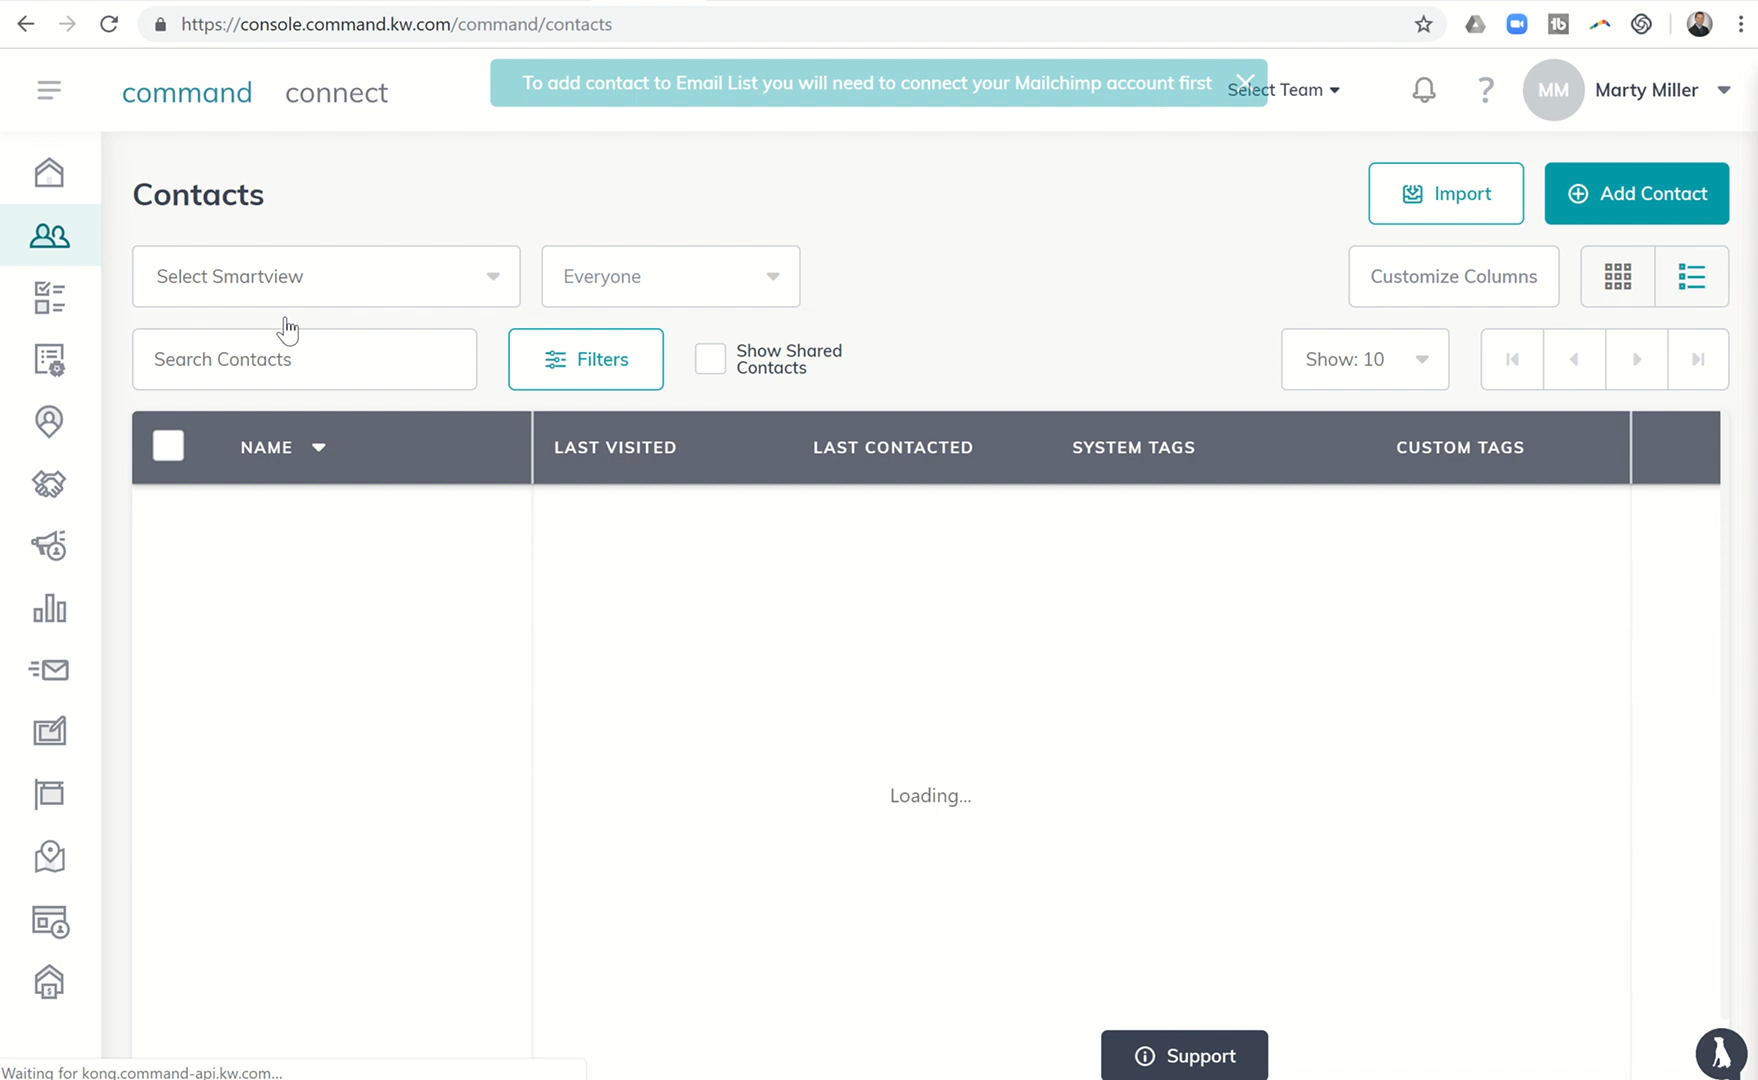 https://console.command.kw.com/command/contacts
command connect
To add contact to Email List you will need to connect your Mailchimp account first
Select Team
?
MM
Marty Miller
Contacts
Import
Add Contact
Select Smartview
Everyone
Customize Columns
Search Contacts
Filters
Show Shared
Contacts
Show: 10
NAME
LAST VISITED
LAST CONTACTED
SYSTEM TAGS
CUSTOM TAGS
Loading...
Support
Waiting for kong.command-api.kw.com...